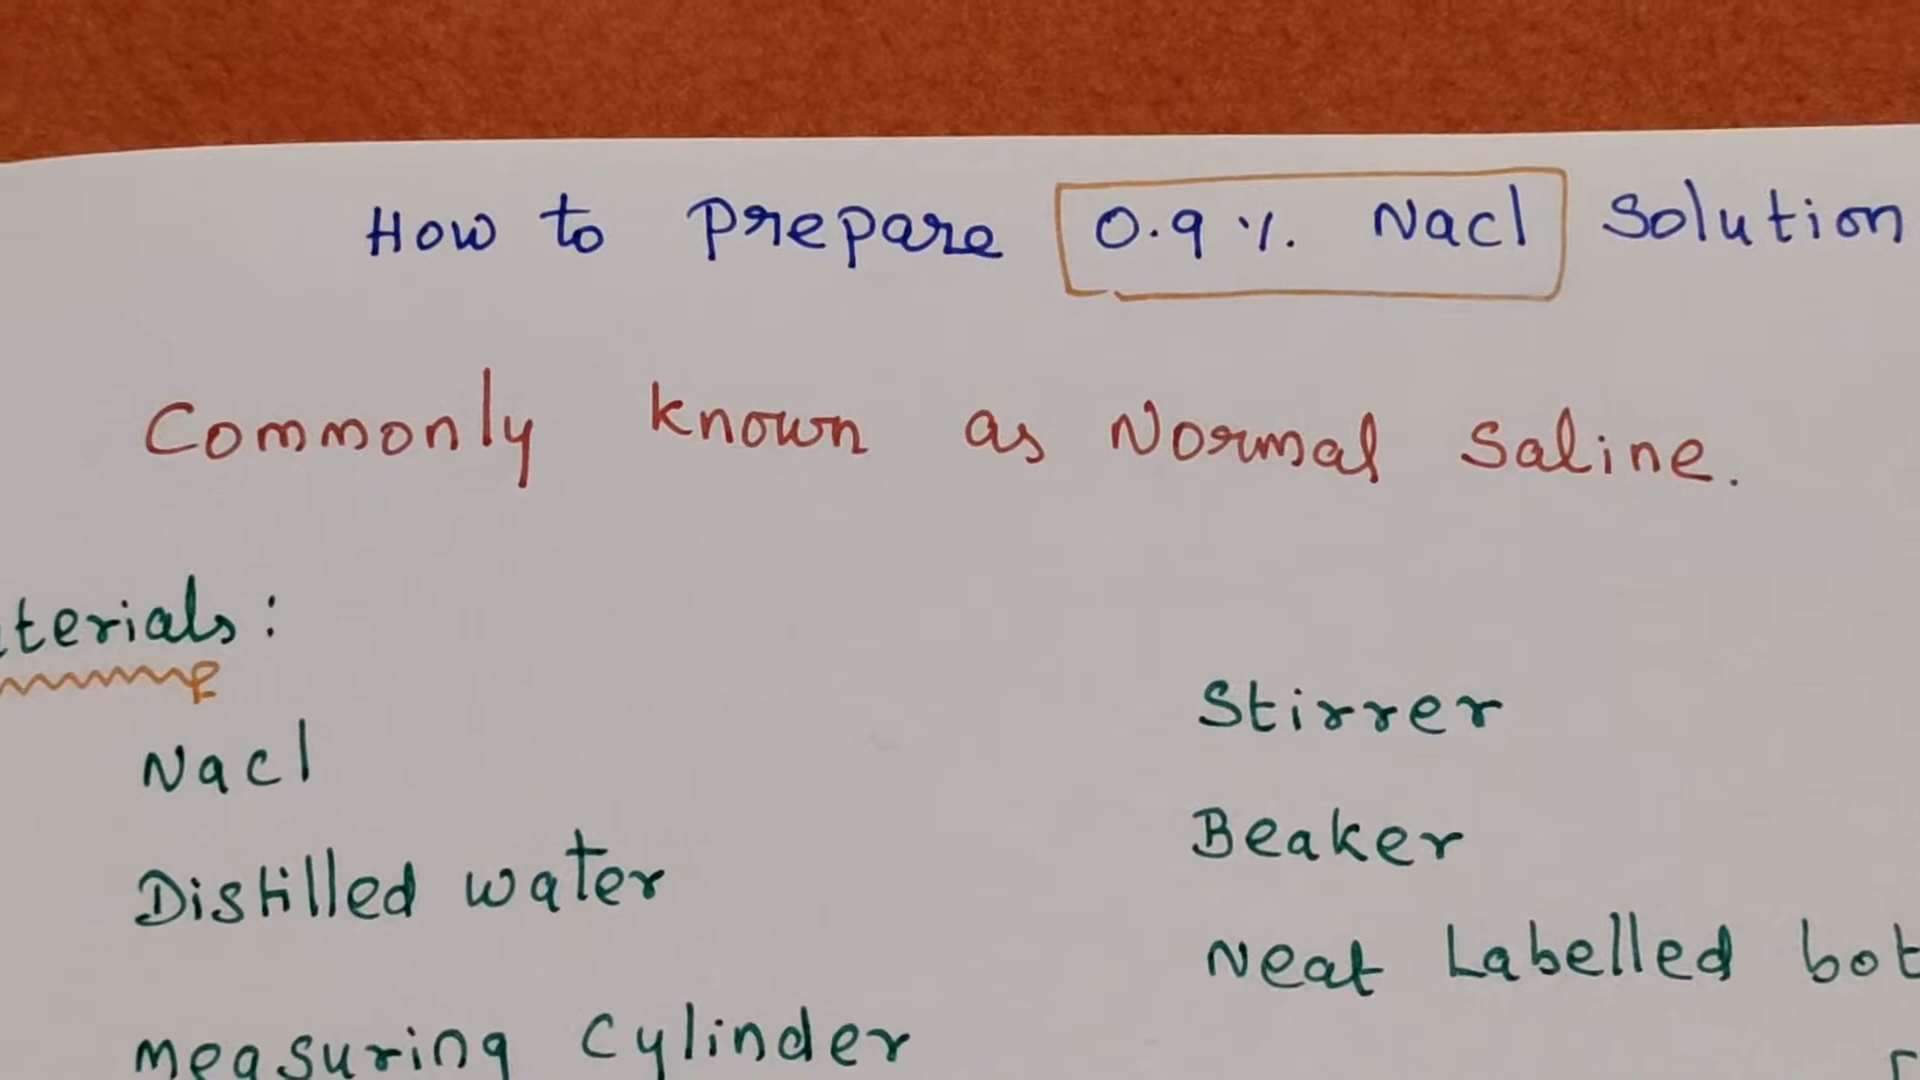 How to prepare 0.9 %. Nacl Solution
Commonly known as Normal Saline.
terials:
Nacl
Distilled water
Measuring Cylinder
Stirrer
Beaker
Neat Labelled bot